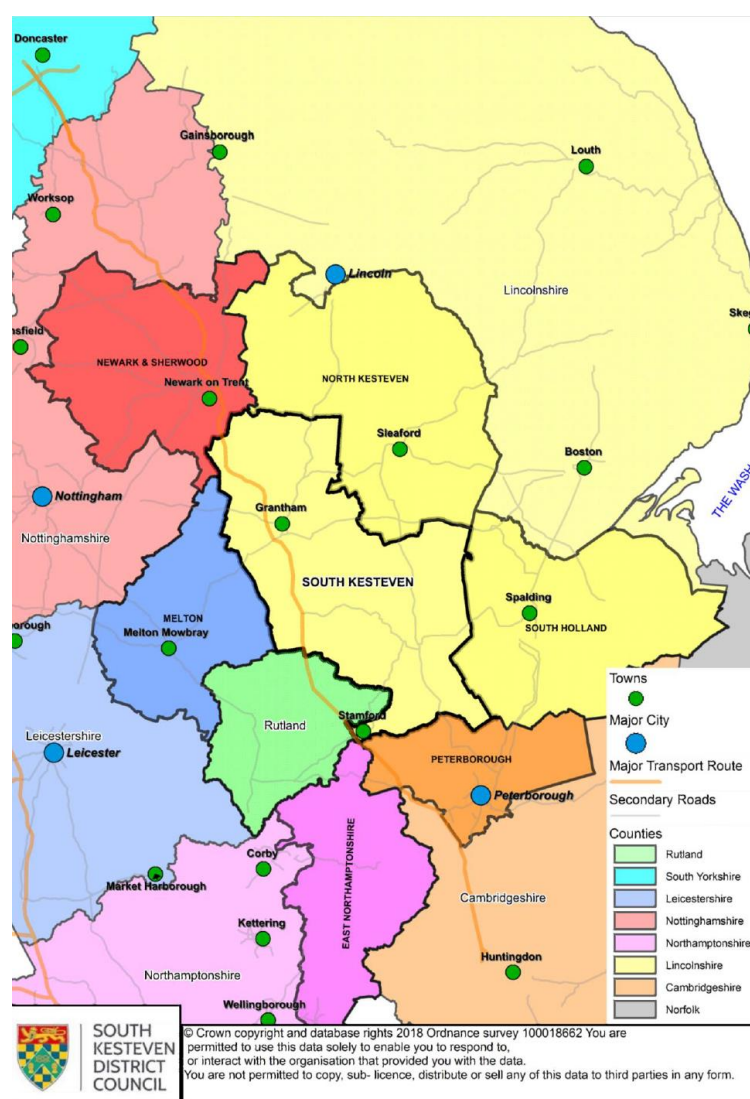 Doncaster
Gainsborough
Louth
Worksop
Lincoln
Lincolnshire
Skeg
nsfield
NEWARK & SHERWOOD
NORTH KESTEVEN
Newark on Trent
Sleaford
Boston
THE WASH
Nottingham
Grantham
Nottinghamshire
SOUTH KESTEVEN
Spalding
MELTON
SOUTH HOLLAND
orough
Melton Mowbray
Towns
Rutland
Stamford
Major City
Leicestershire
Leicester
PETERBOROUGH
Major Transport Route
Peterborough
Secondary Roads
EAST NORTHAMPTONSHIRE
Counties
Corby
Rutland
Market Harborough
South Yorkshire
Cambridgeshire
Leicestershire
Kettering
Nottinghamshire
Northamptonshire
Huntingdon
Northamptonshire
Lincolnshire
Cambridgeshire
Wellingborough
Norfolk
SOUTH
KESTEVEN
DISTRICT
COUNCIL
© Crown copyright and database rights 2018 Ordnance survey 100018662 You are
permitted to use this data solely to enable you to respond to,
or interact with the organisation that provided you with the data.
You are not permitted to copy, sub- licence, distribute or sell any of this data to third parties in any form.